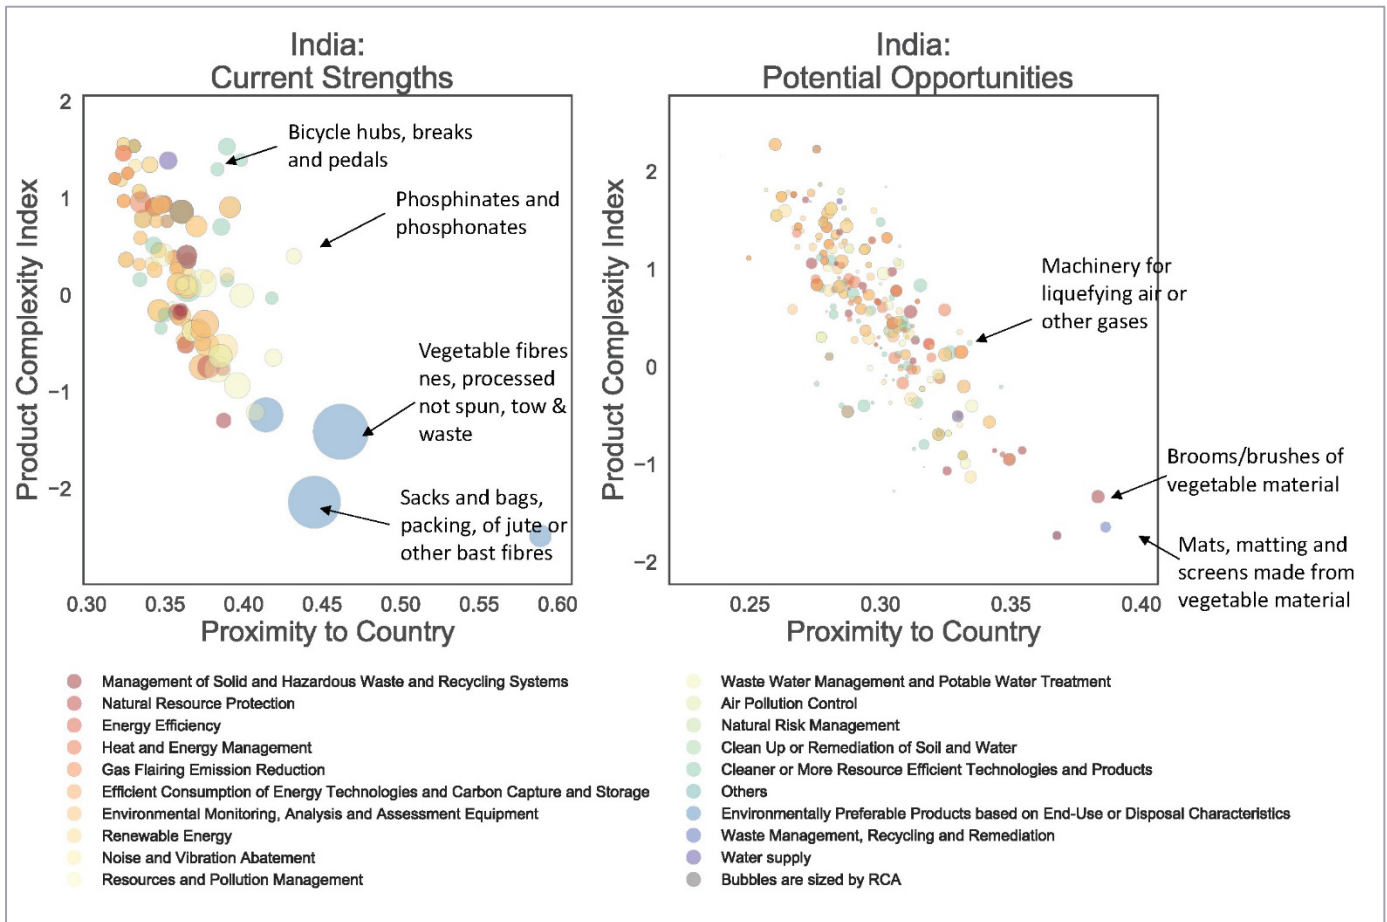 India:
Current Strengths
2
1
0
−1
−2
Product Complexity Index
0.30 0.35 0.40 0.45 0.50 0.55 0.60
Proximity to Country
Bicycle hubs, breaks
and pedals
Phosphinates and
phosphonates
Vegetable fibres
nes, processed
not spun, tow &
waste
Sacks and bags,
packing, of jute or
other bast fibres
India:
Potential Opportunities
2
1
0
−1
−2
Product Complexity Index
0.25 0.30 0.35 0.40
Proximity to Country
Machinery for
liquefying air or
other gases
Brooms/brushes of
vegetable material
Mats, matting and
screens made from
vegetable material
Management of Solid and Hazardous Waste and Recycling Systems
Natural Resource Protection
Energy Efficiency
Heat and Energy Management
Gas Flairing Emission Reduction
Efficient Consumption of Energy Technologies and Carbon Capture and Storage
Environmental Monitoring, Analysis and Assessment Equipment
Renewable Energy
Noise and Vibration Abatement
Resources and Pollution Management
Waste Water Management and Potable Water Treatment
Air Pollution Control
Natural Risk Management
Clean Up or Remediation of Soil and Water
Cleaner or More Resource Efficient Technologies and Products
Others
Environmentally Preferable Products based on End-Use or Disposal Characteristics
Waste Management, Recycling and Remediation
Water supply
Bubbles are sized by RCA